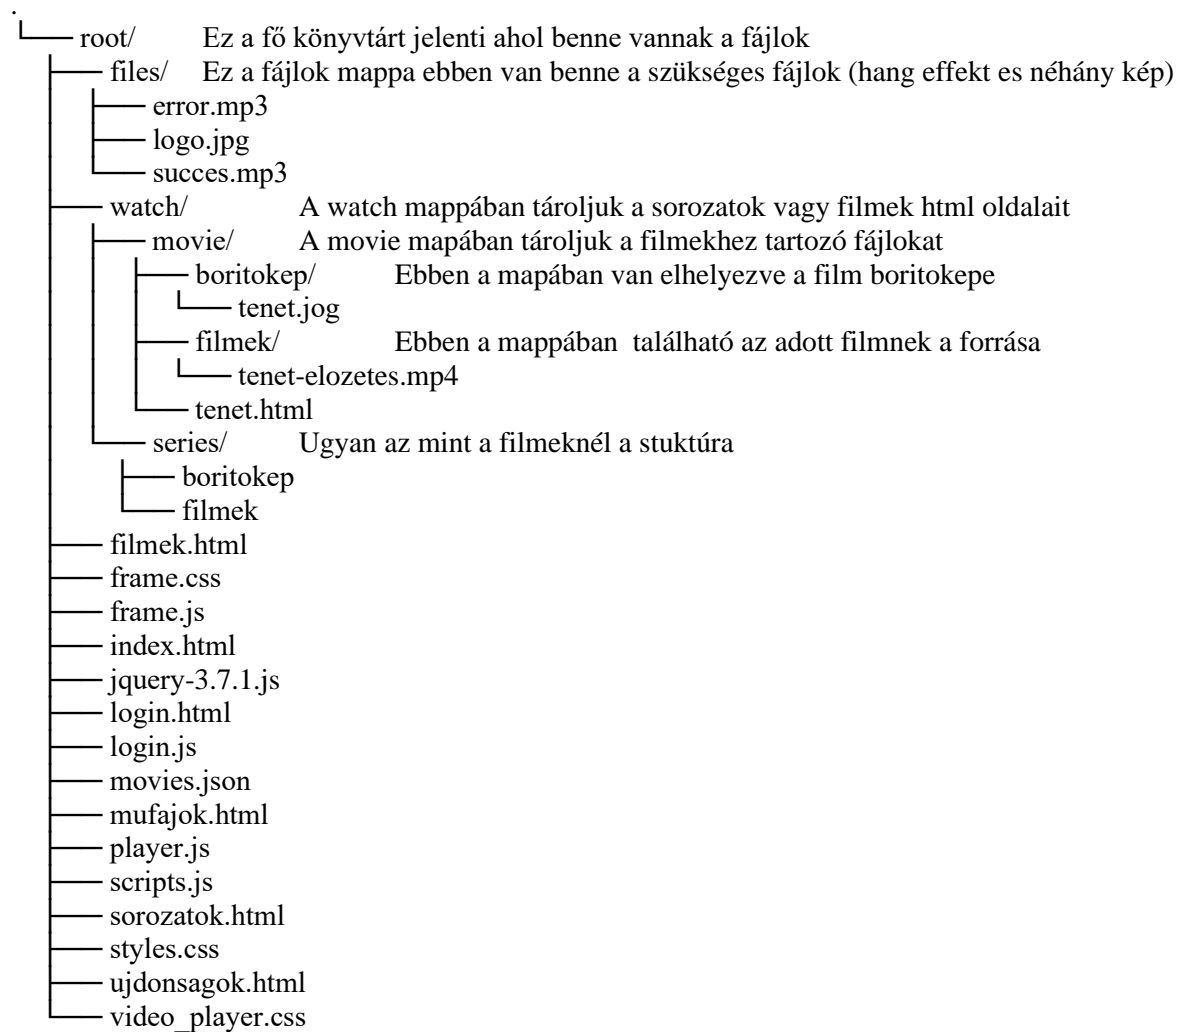 .
root/ Ez a fő könyvtárt jelenti ahol benne vannak a fájlok
files/ Ez a fájlok mappa ebben van benne a szükséges fájlok (hang effekt es néhány kép)
error.mp3
logo.jpg
succes.mp3
watch/ A watch mappában tároljuk a sorozatok vagy filmek html oldalait
movie/ A movie mapában tároljuk a filmekhez tartozó fájlokat
boritokep/ Ebben a mapában van elhelyezve a film boritokepe
tenet.jog
filmek/ Ebben a mappában található az adott filmnek a forrása
tenet-elozetes.mp4
tenet.html
series/ Ugyan az mint a filmeknél a stuktúra
boritokep
filmek
filmek.html
frame.css
frame.js
index.html
jquery-3.7.1.js
login.html
login.js
movies.json
mufajok.html
player.js
scripts.js
sorozatok.html
styles.css
ujdonsagok.html
video_player.css